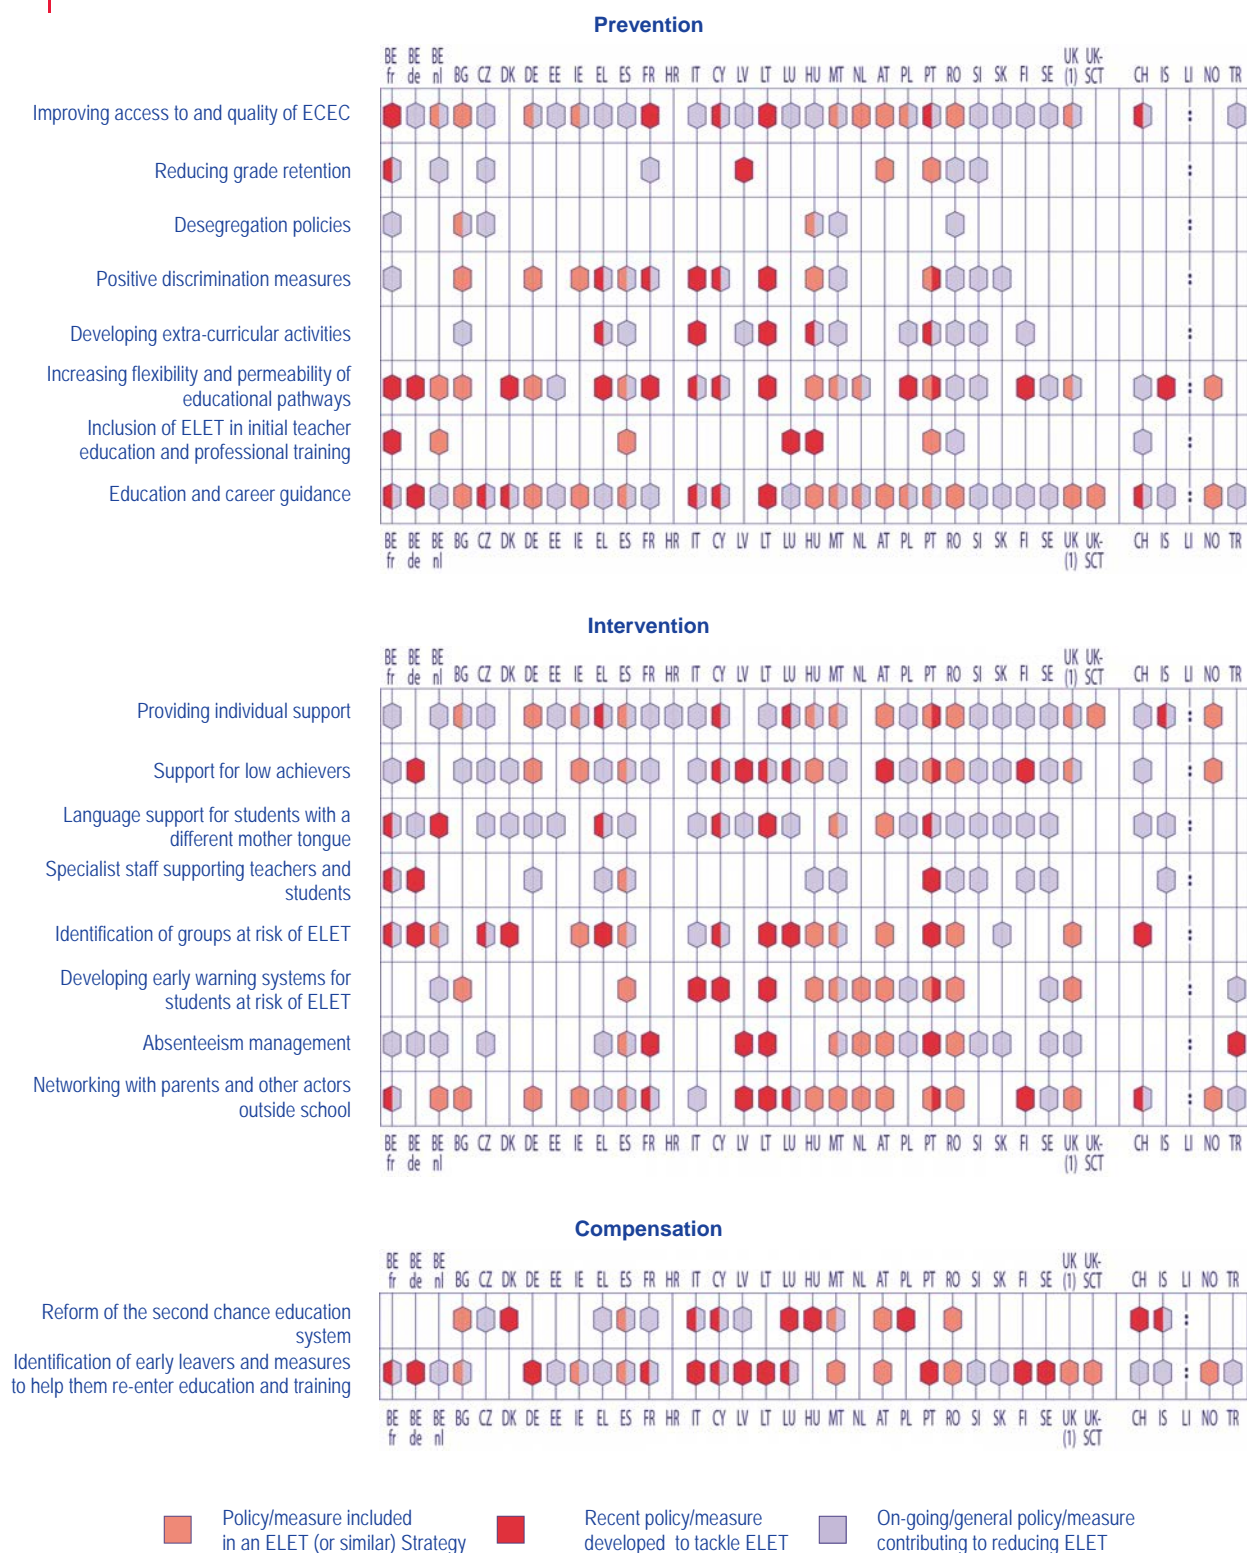 Prevention
BE BE BE UK UK-
fr de nl BG CZ DK DE EE IE EL ES FR HR IT CY LV LT LU HU MT NL AT PL PT RO SI SK FI SE (1) SCT CH IS LI NO TR
Improving access to and quality of ECEC :
Reducing grade retention :
Desegregation policies :
Positive discrimination measures :
Developing extra-curricular activities :
Increasing flexibility and permeability of
educational pathways :
Inclusion of ELET in initial teacher
education and professional training :
Education and career guidance :
BE BE BE BG CZ DK DE EE IE EL ES FR HR IT CY LV LT LU HU MT NL AT PL PT RO SI SK FI SE UK UK- CH IS LI NO TR
fr de nl (1) SCT
Intervention
BE BE BE UK UK-
fr de nl BG CZ DK DE EE IE EL ES FR HR IT CY LV LT LU HU MT NL AT PL PT RO SI SK FI SE (1) SCT CH IS LI NO TR
Providing individual support :
Support for low achievers :
Language support for students with a
different mother tongue :
Specialist staff supporting teachers and
students :
Identification of groups at risk of ELET :
Developing early warning systems for
students at risk of ELET :
Absenteeism management :
Networking with parents and other actors
outside school :
BE BE BE BG CZ DK DE EE IE EL ES FR HR IT CY LV LT LU HU MT NL AT PL PT RO SI SK FI SE UK UK- CH IS LI NO TR
fr de nl (1) SCT
Compensation
BE BE BE UK UK-
fr de nl BG CZ DK DE EE IE EL ES FR HR IT CY LV LT LU HU MT NL AT PL PT RO SI SK FI SE (1) SCT CH IS LI NO TR
Reform of the second chance education
system :
Identification of early leavers and measures
to help them re-enter education and training :
BE BE BE BG CZ DK DE EE IE EL ES FR HR IT CY LV LT LU HU MT NL AT PL PT RO SI SK FI SE UK UK- CH IS LI NO TR
fr de nl (1) SCT
Policy/measure included
in an ELET (or similar) Strategy
Recent policy/measure
developed to tackle ELET
On-going/general policy/measure
contributing to reducing ELET